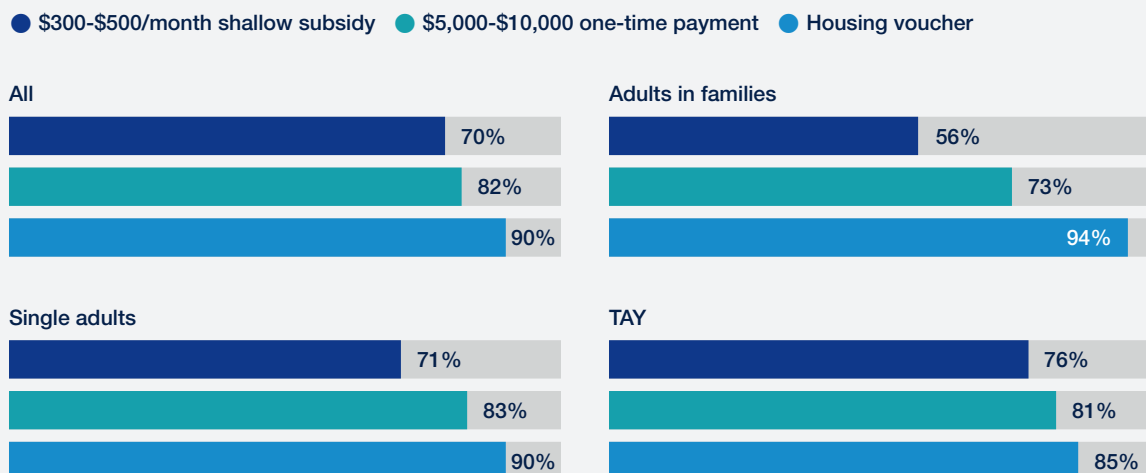 $300-$500/month shallow subsidy $5,000-$10,000 one-time payment Housing voucher
All
70%
82%
90%
Adults in families
56%
73%
94%
Single adults
71%
83%
90%
TAY
76%
81%
85%